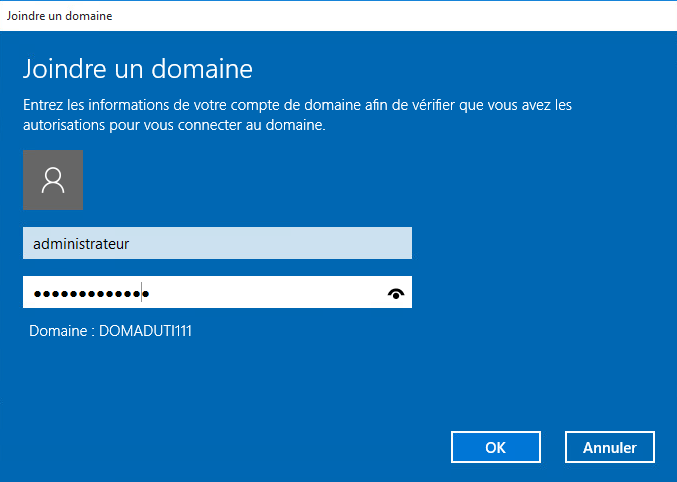 Joindre un domaine
Joindre un domaine
Entrez les informations de votre compte de domaine afin de vérifier que vous avez les
autorisations pour vous connecter au domaine.
administrateur
●●●●●●●●●●●●●
Domaine : DOMADUTI111
OK
Annuler